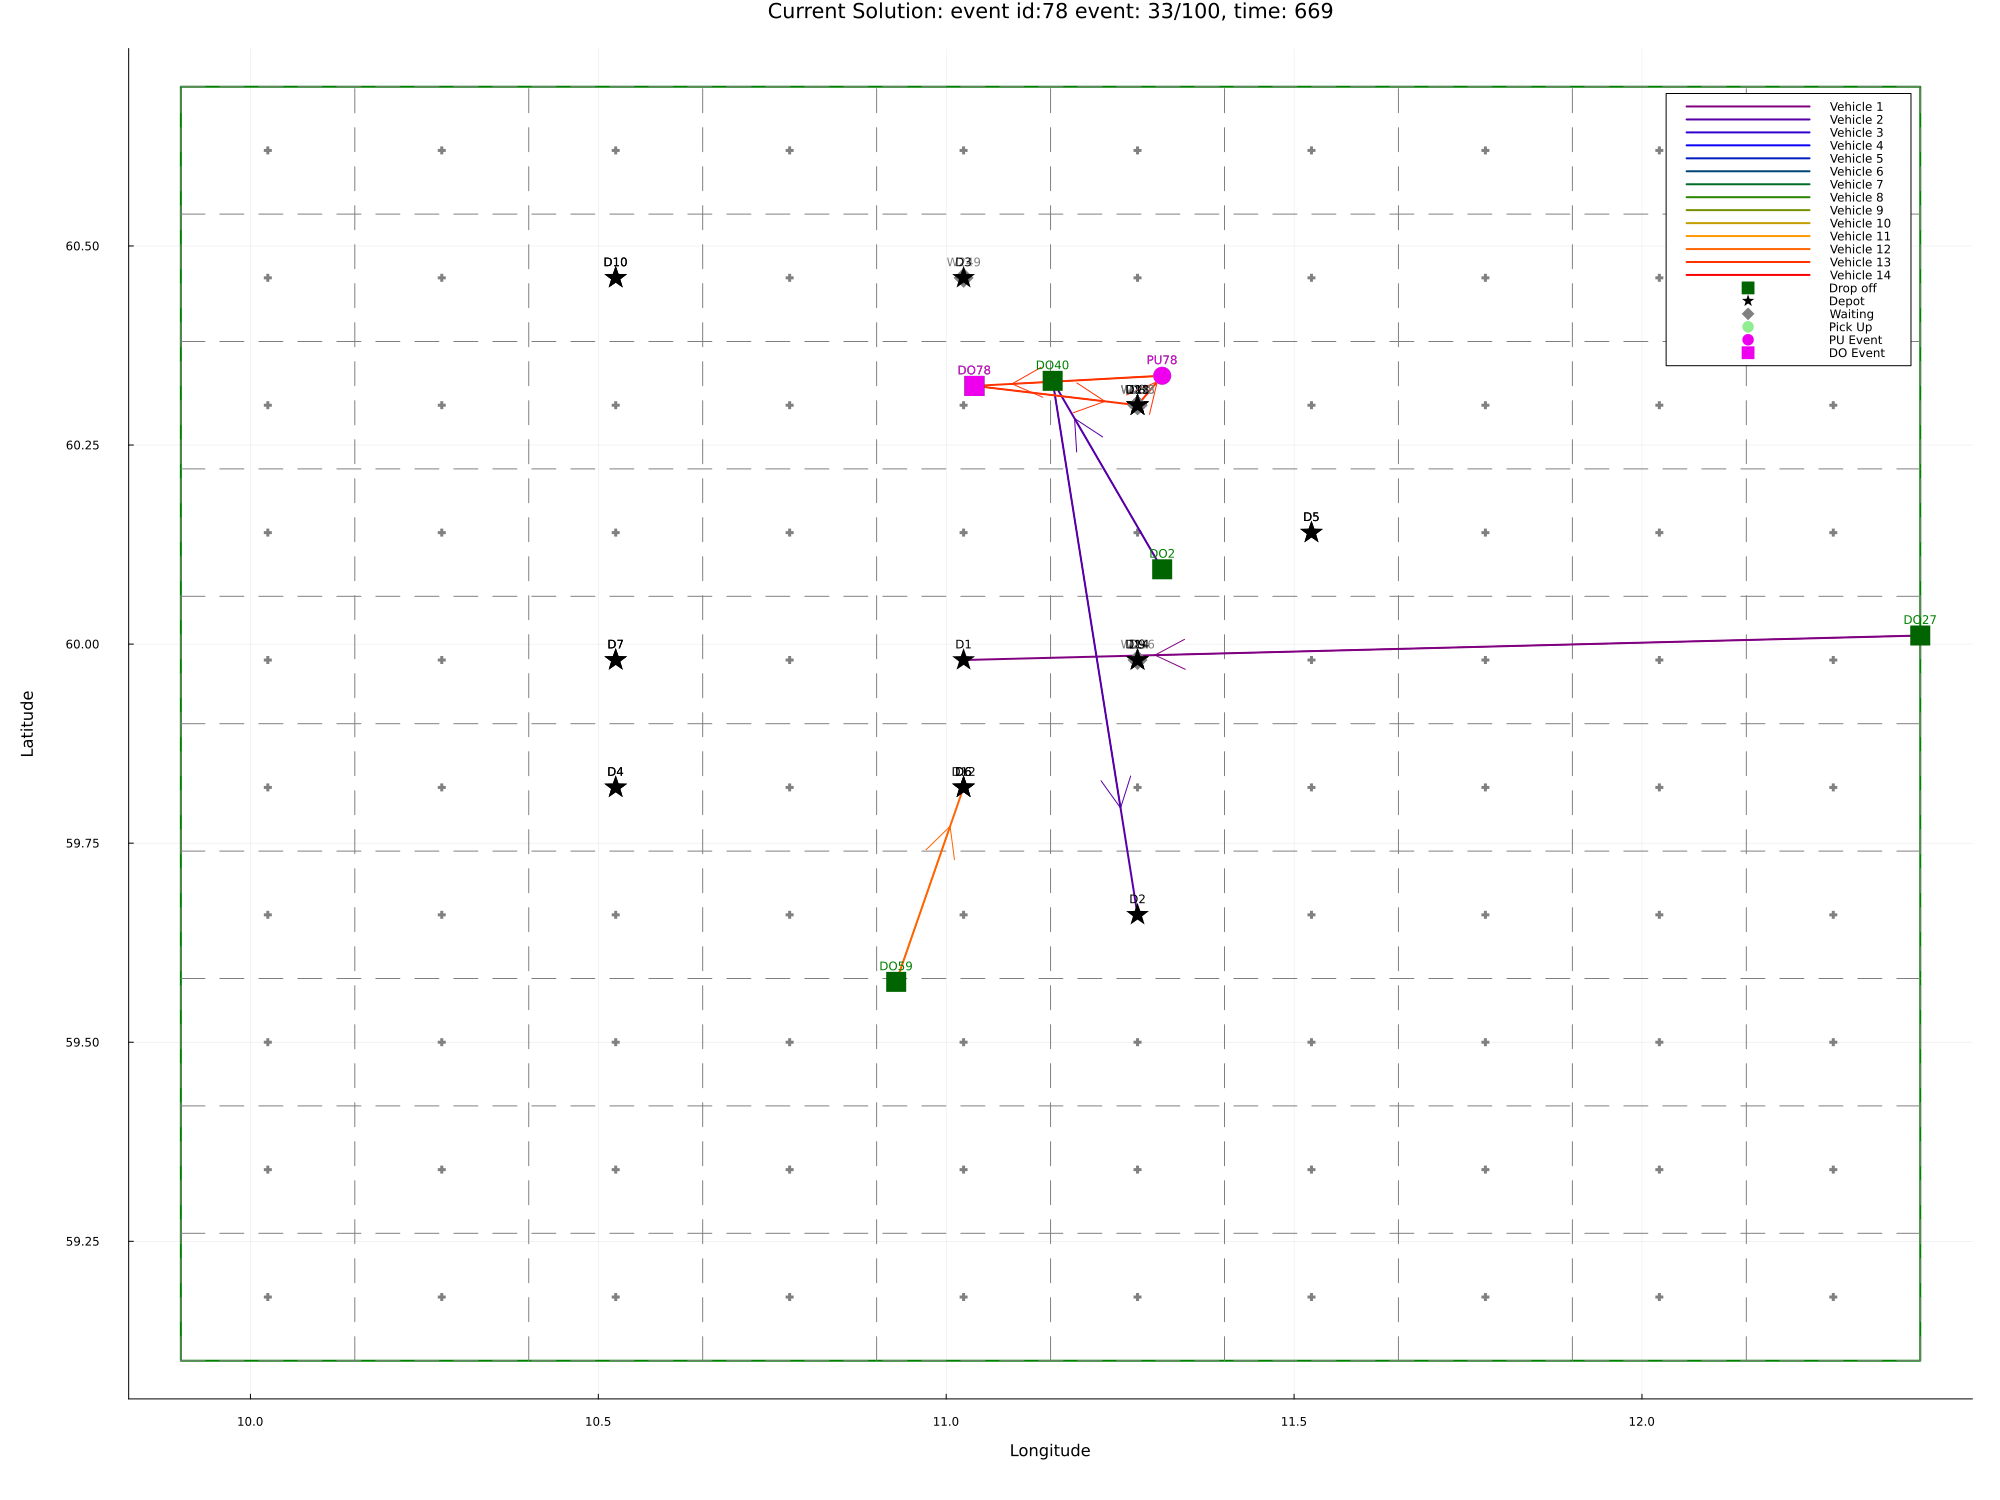 Current Solution: event id:78 event: 33/100, time: 669
Vehicle 1
Vehicle 2
Vehicle 3
Vehicle 4
Vehicle 5
Vehicle 6
Vehicle 7
Vehicle 8
Vehicle 9
Vehicle 10
Vehicle 11
Vehicle 12
Vehicle 13
Vehicle 14
Drop off
Depot
Waiting
Pick Up
PU Event
DO Event
60.50
60.25
60.00
59.75
59.50
59.25
Latitude
D10
D3
DO78
DO40
PU78
D5
DO2
DO27
D7
D1
D4
D6
D2
DO59
10.0
10.5
11.0
11.5
12.0
Longitude